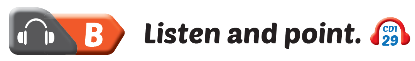 B Listen and point. CD1 29